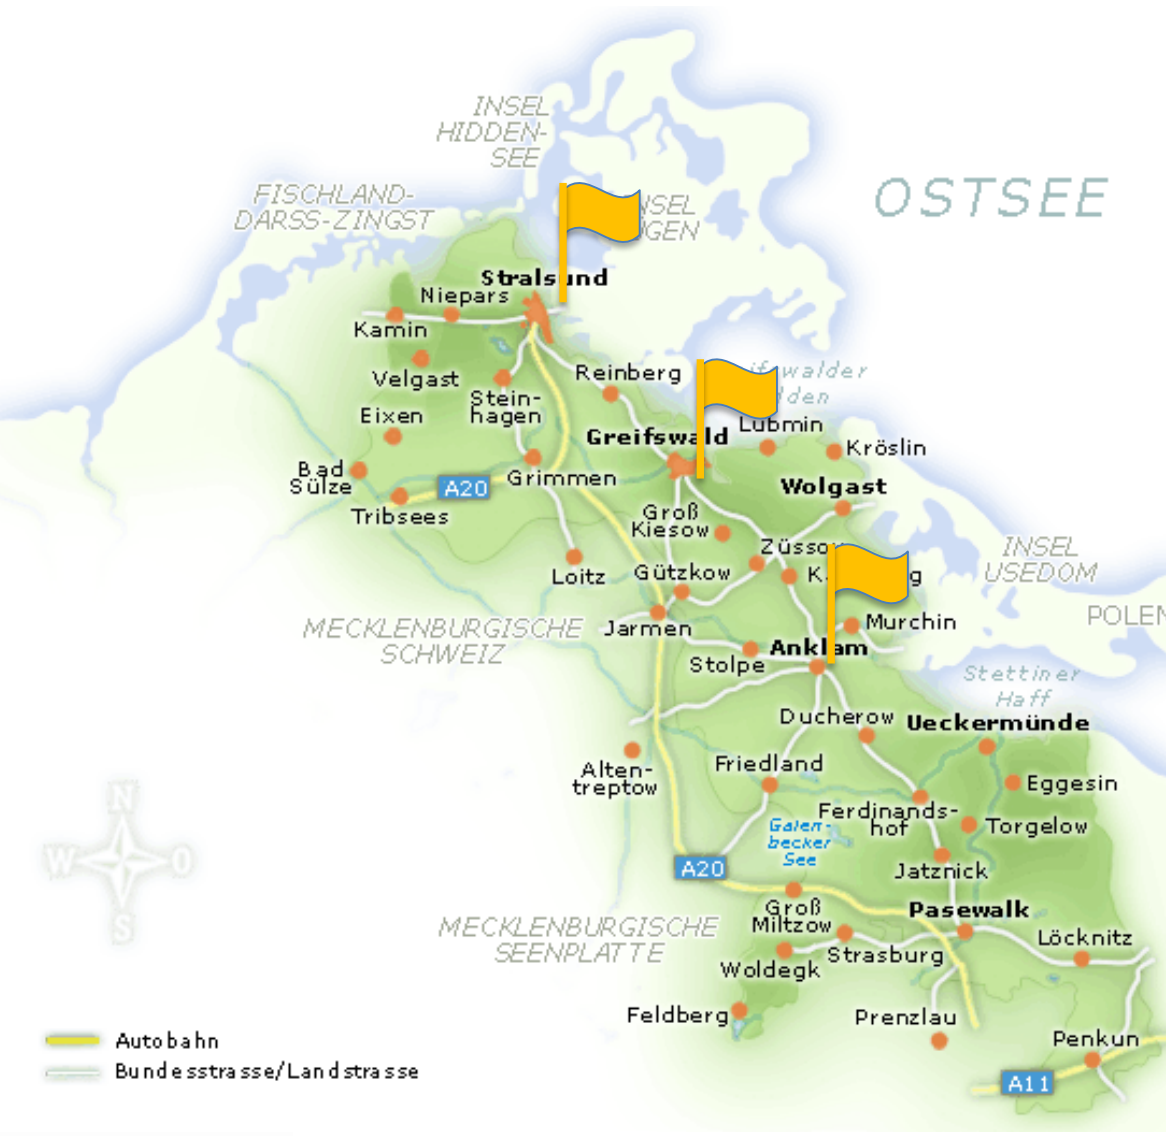 INSEL
HIDDEN-
SEE
FISCHLAND-
DARSS-ZINGST
OSTSEE
Stralsund
Niepars
Kamin
Velgast
Reinberg
Stein-
hagen
Eixen
Lubmin
Greifswald
Kröslin
Bad
Sülze
A20
Grimmen
Wolgast
Tribsees
Groß
Kiesow
INSEL
USEDOM
Loitz
Gützkow
POLEN
Jarmen
Murchin
MECKLENBURGISCHE
SCHWEIZ
Anklam
Stolpe
Stettiner
Haff
Ducherow
Ueckermünde
Alten-
treptow
Friedland
Eggesin
Ferdinands-
hof
Torgelow
Galen-
becker
See
N
W
O
S
A20
Jatznick
Groß
Miltzow
Pasewalk
MECKLENBURGISCHE
SEENPLATTE
Löcknitz
Strasburg
Woldegk
Feldberg
Prenzlau
Penkun
Autobahn
Bundesstrasse/Landstrasse
A11